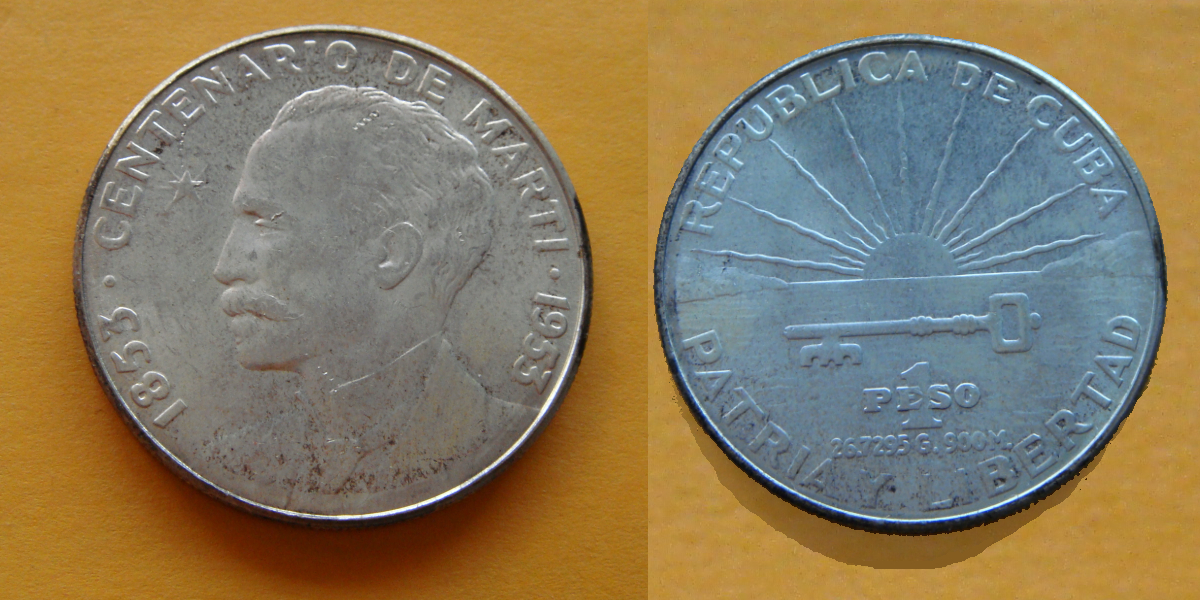 1853 · CENTENARIO DE MARTI · 1953
REPUBLICA DE CUBA
1
PESO
26.7295 G. 900 M.
PATRIA Y LIBERTAD